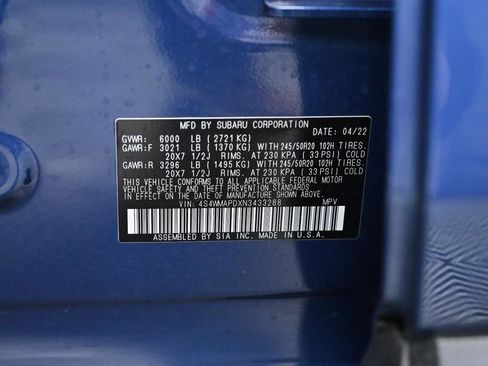 MFD BY SUBARU CORPORATION DATE: 04/22
GVWR: 6000 LB ( 2721 KG)
GAWR:F 3021 LB ( 1370 KG) WITH 245/50R20 102H TIRES.
20X7 1/2J RIMS. AT 230 KPA ( 33 PSI) COLD
GAWR:R 3296 LB ( 1495 KG) WITH 245/50R20 102H TIRES.
20X7 1/2J RIMS. AT 230 KPA ( 33 PSI) COLD
THIS VEHICLE CONFORMS TO ALL APPLICABLE FEDERAL MOTOR
VEHICLE SAFETY AND THEFT PREVENTION STANDARDS
IN EFFECT ON THE DATE OF MANUFACTURE SHOWN ABOVE.
VIN: 4S4WMAPDXN3433288 MPV
ASSEMBLED BY SIA INC. MADE IN U.S.A.